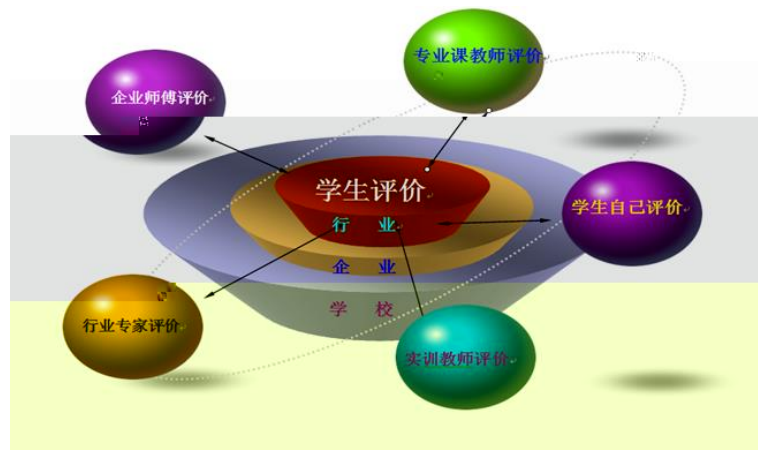 专业课教师评价
企业师傅评价
学生评价
学生自己评价
行 业
企 业
学 校
行业专家评价
实训教师评价